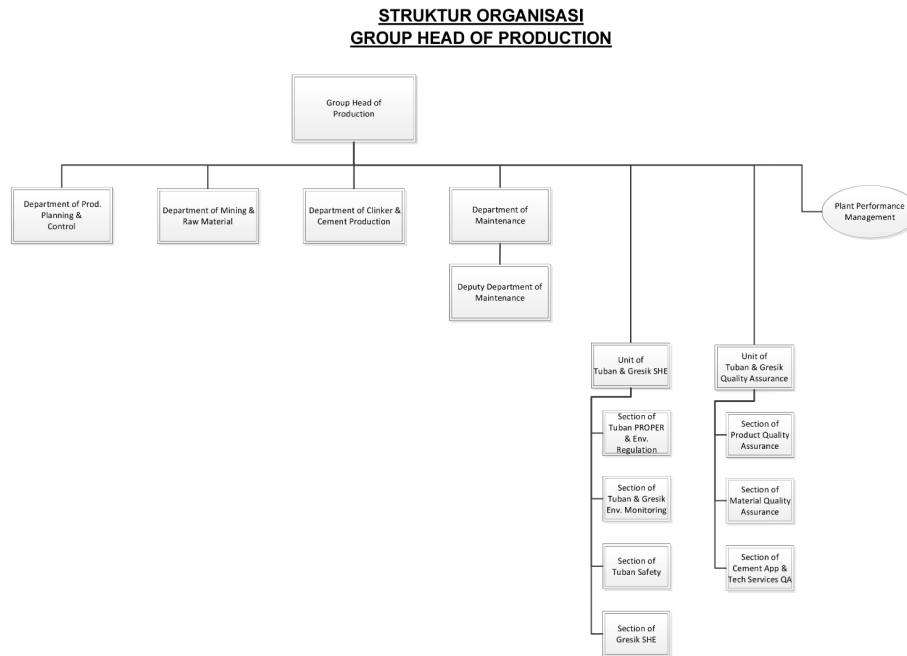 STRUKTUR ORGANISASI
GROUP HEAD OF PRODUCTION
Group Head of
Production
Department of Prod.
Planning &
Control
Department of Mining &
Raw Material
Department of Clinker &
Cement Production
Department of
Maintenance
Plant Performance
Management
Deputy Department of
Maintenance
Unit of
Tuban & Gresik SHE
Unit of
Tuban & Gresik
Quality Assurance
Section of
Tuban PROPER
& Env.
Regulation
Section of
Product Quality
Assurance
Section of
Tuban & Gresik
Env. Monitoring
Section of
Material Quality
Assurance
Section of
Tuban Safety
Section of
Cement App &
Tech Services QA
Section of
Gresik SHE